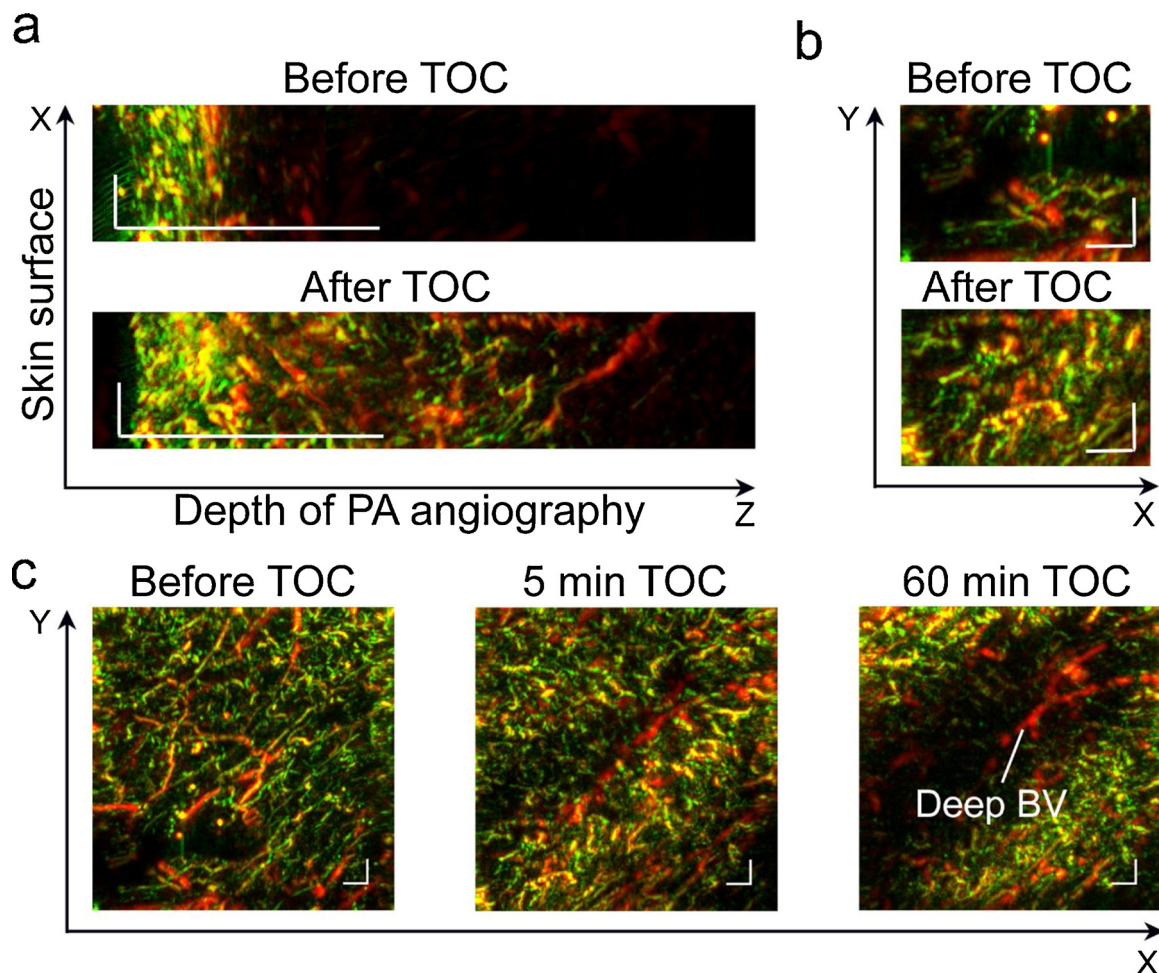 a
Before TOC
X
After TOC
Skin surface
Depth of PA angiography
Z
b
Before TOC
Y
After TOC
X
c
Before TOC
5 min TOC
60 min TOC
Y
Deep BV
X